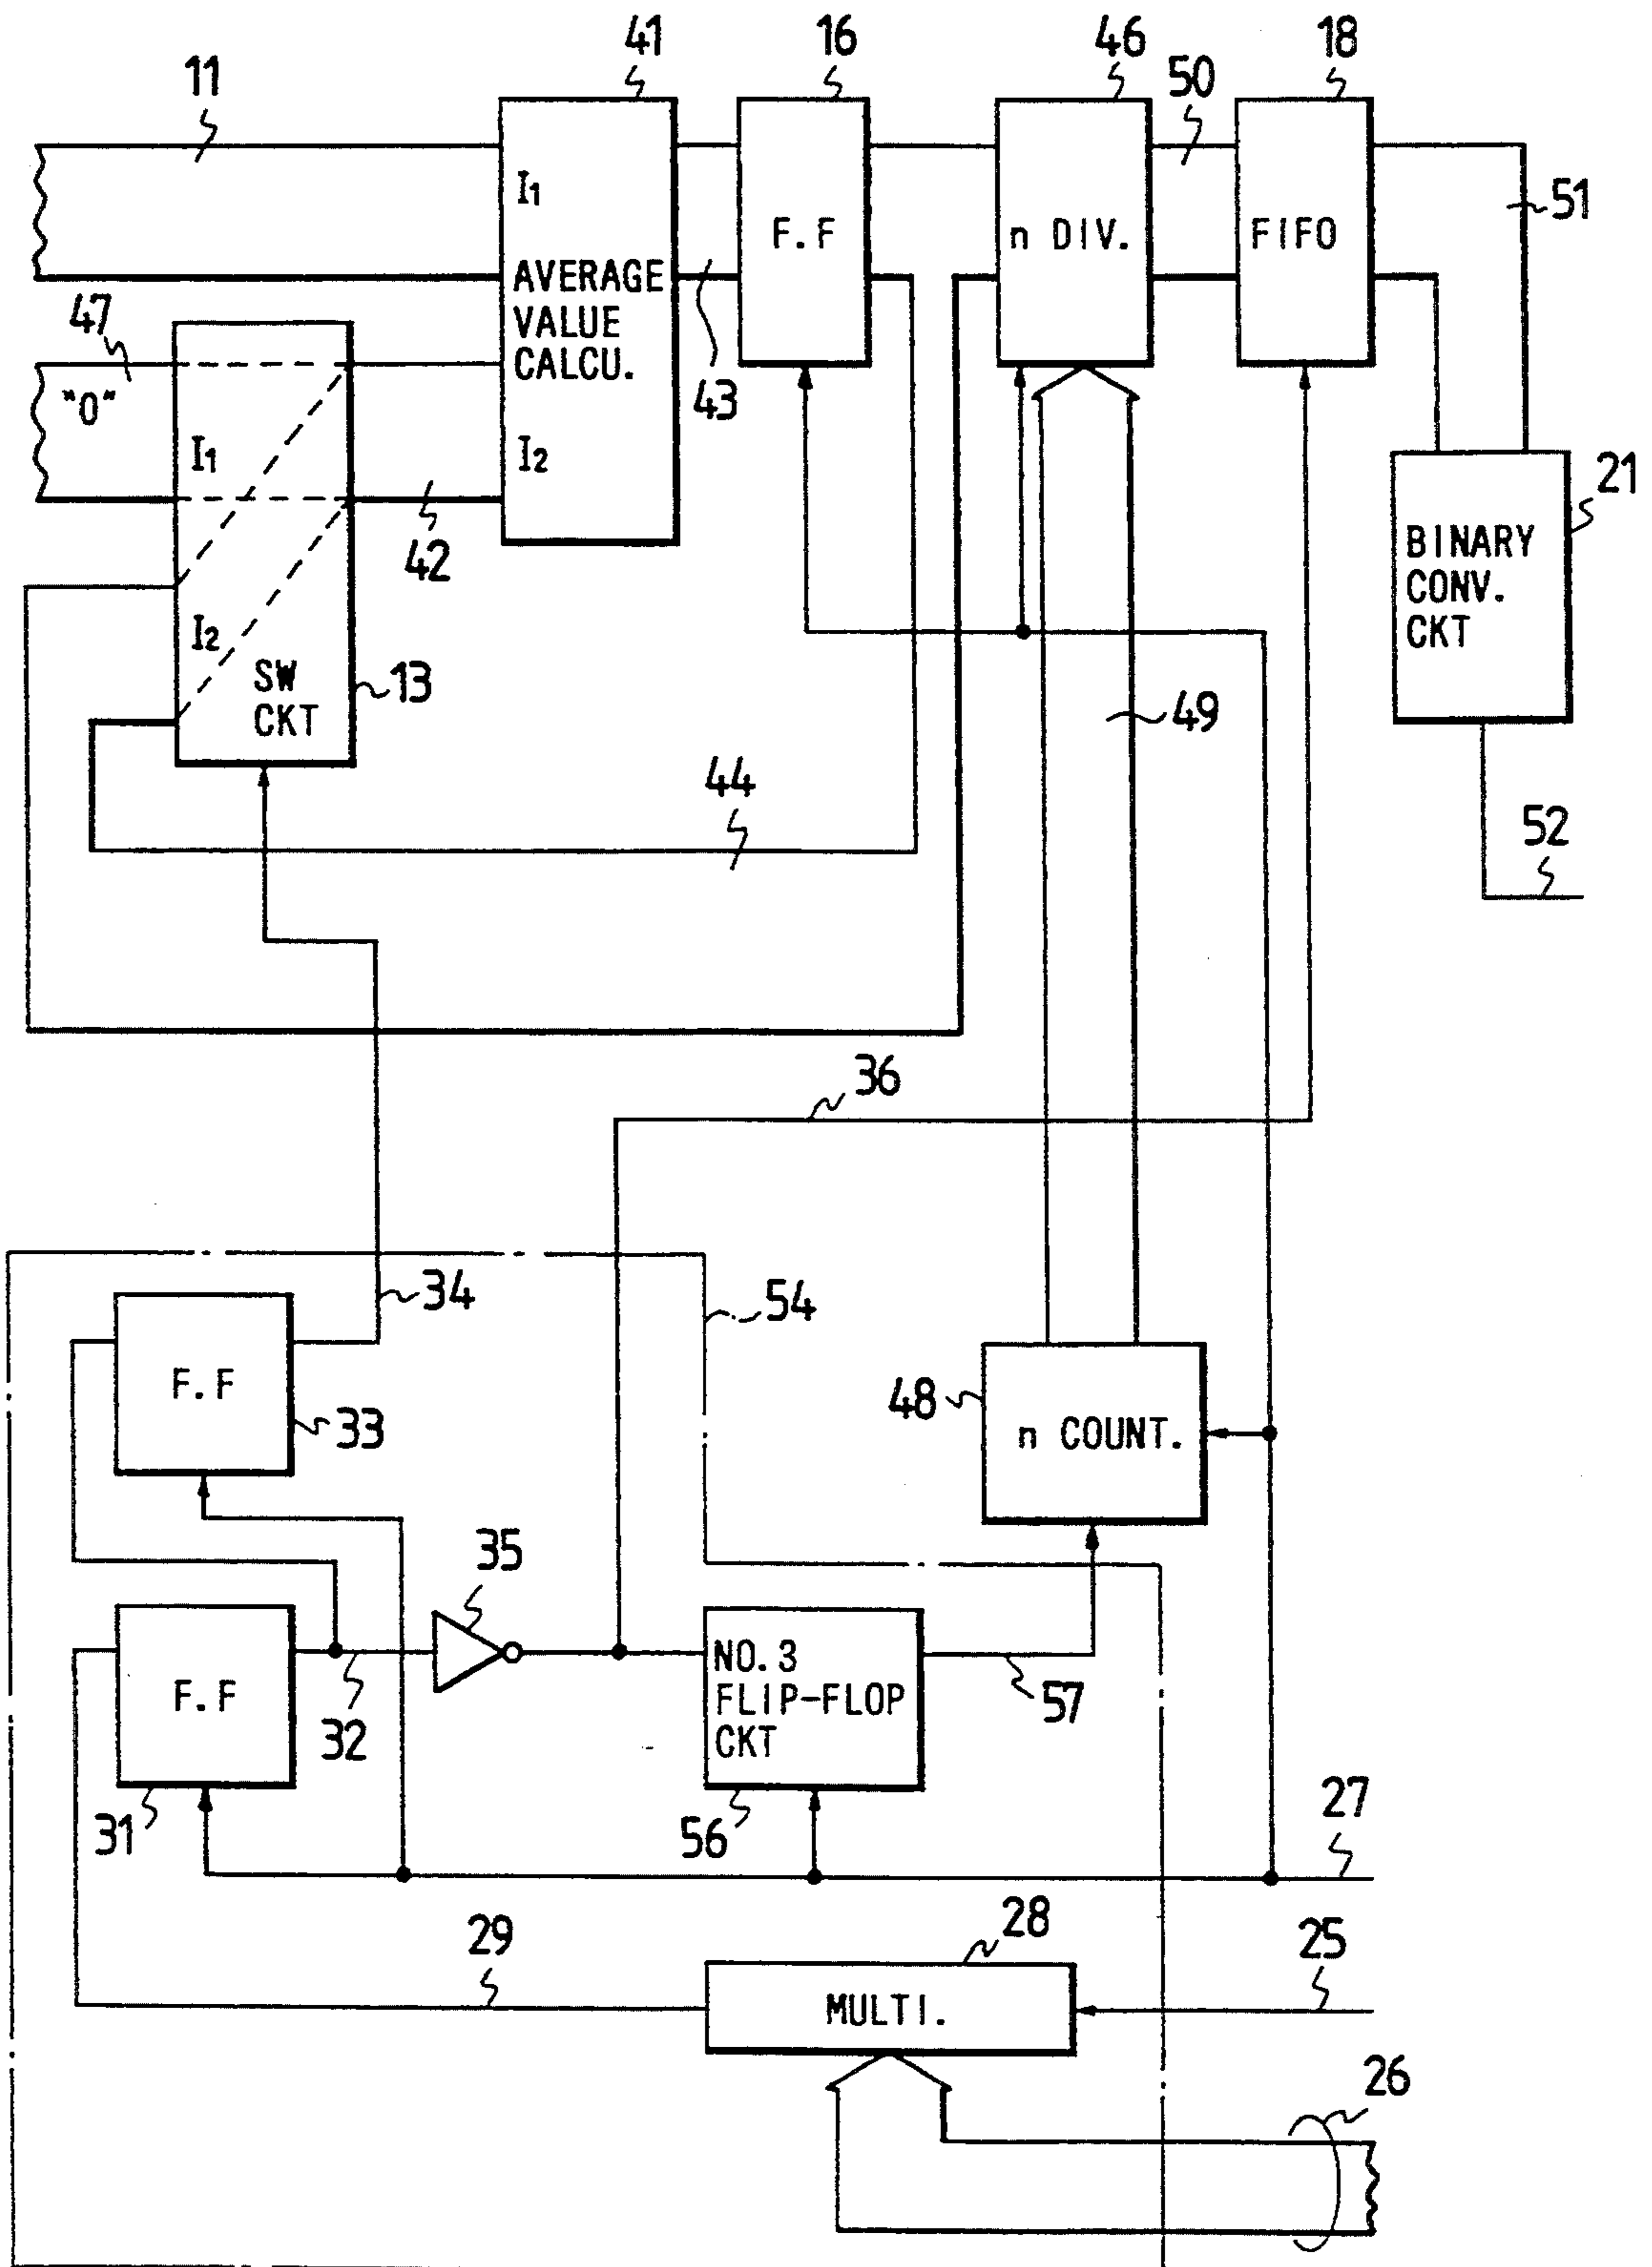 11
41
16
46
50
18
I1
AVERAGE
VALUE
CALCU.
I2
F.F
n DIV.
FIFO
51
43
47
"0"
I1
I2
SW
CKT
42
13
21
BINARY
CONV.
CKT
49
44
52
36
34
54
F.F
33
48
n COUNT.
35
F.F
32
31
NO.3
FLIP-FLOP
CKT
57
56
27
29
28
25
MULTI.
26